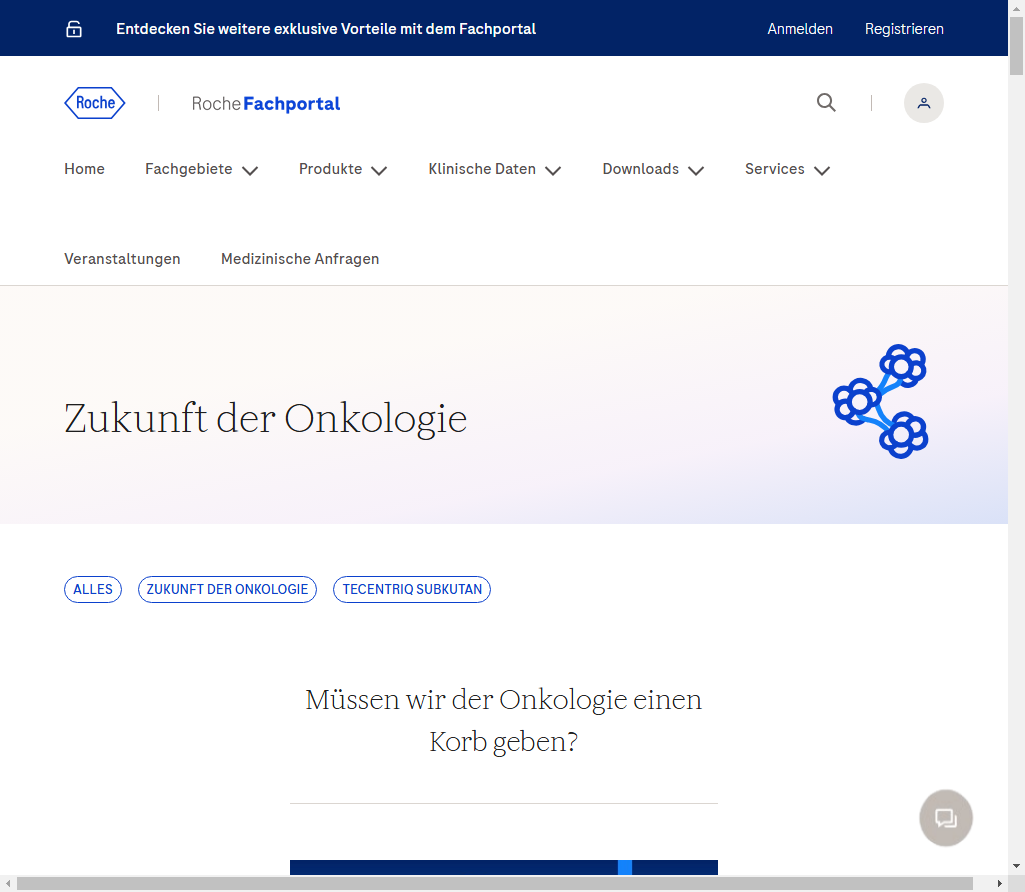 Entdecken Sie weitere exklusive Vorteile mit dem Fachportal
Anmelden
Registrieren
Roche
Roche Fachportal
Home
Fachgebiete
Produkte
Klinische Daten
Downloads
Services
Veranstaltungen
Medizinische Anfragen
Zukunft der Onkologie
ALLES
ZUKUNFT DER ONKOLOGIE
TECENTRIQ SUBKUTAN
Müssen wir der Onkologie einen
Korb geben?